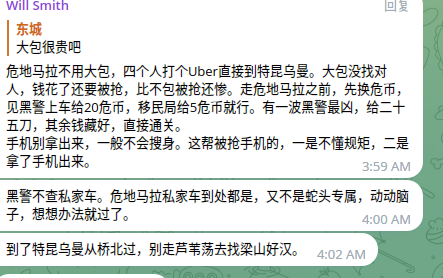 Will Smith
回复
东城
大包很贵吧
危地马拉不用大包，四个人打个Uber直接到特昆乌曼。大包没找对
人，钱花了还要被抢，比不包被抢还惨。走危地马拉之前，先换危币，
见黑警上车给20危币，移民局给5危币就行。有一波黑警最凶，给二十
五刀，其余钱藏好，直接通关。
手机别拿出来，一般不会搜身。这帮被抢手机的，一是不懂规矩，二是
拿了手机出来。
3:59 AM
黑警不查私家车。危地马拉私家车到处都是，又不是蛇头专属，动动脑
子，想想办法就过了。
4:00 AM
到了特昆乌曼从桥北过，别走芦苇荡去找梁山好汉。
4:02 AM